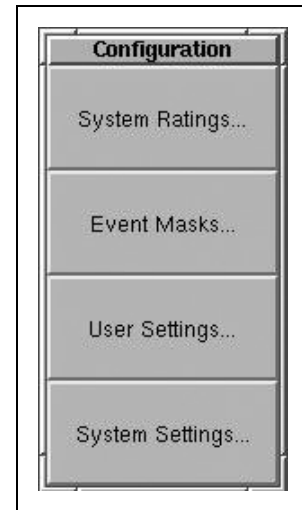 Configuration
System Ratings...
Event Masks...
User Settings...
System Settings...